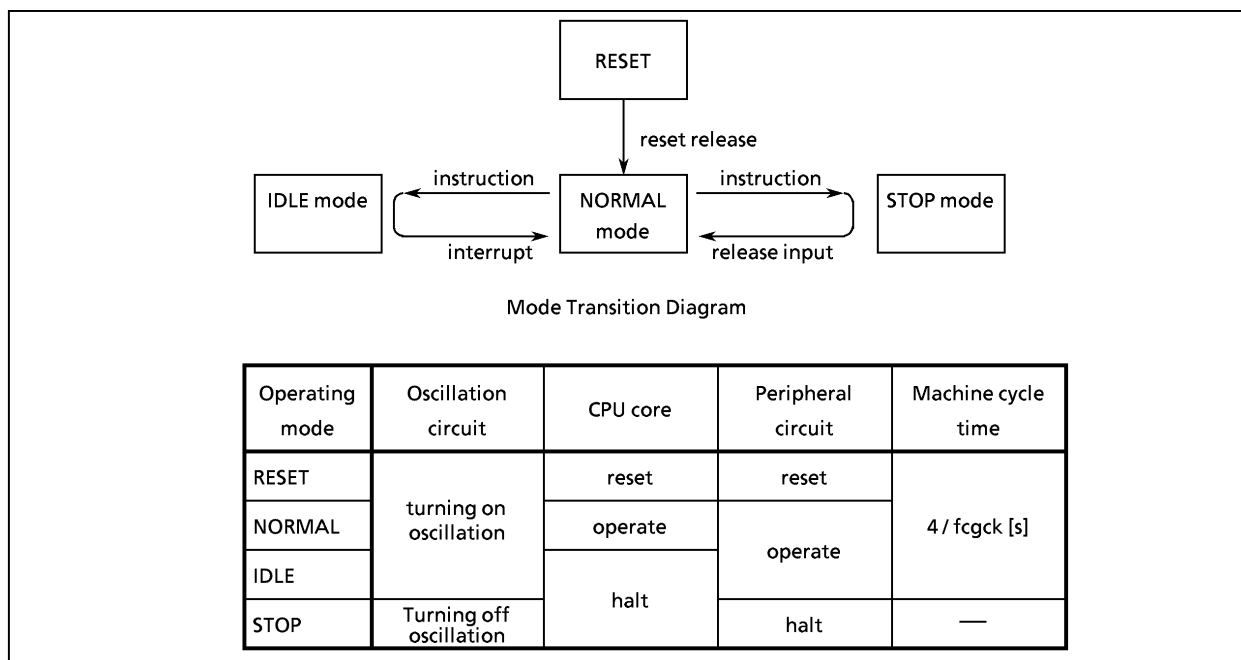 RESET
reset release
instruction
instruction
IDLE mode
NORMAL
mode
STOP mode
interrupt
release input
Mode Transition Diagram
Operating
mode
Oscillation
circuit
CPU core
Peripheral
circuit
Machine cycle
time
RESET
turning on
oscillation
reset
reset
4 / fcgck [s]
NORMAL
operate
operate
IDLE
halt
STOP
Turning off
oscillation
halt
—